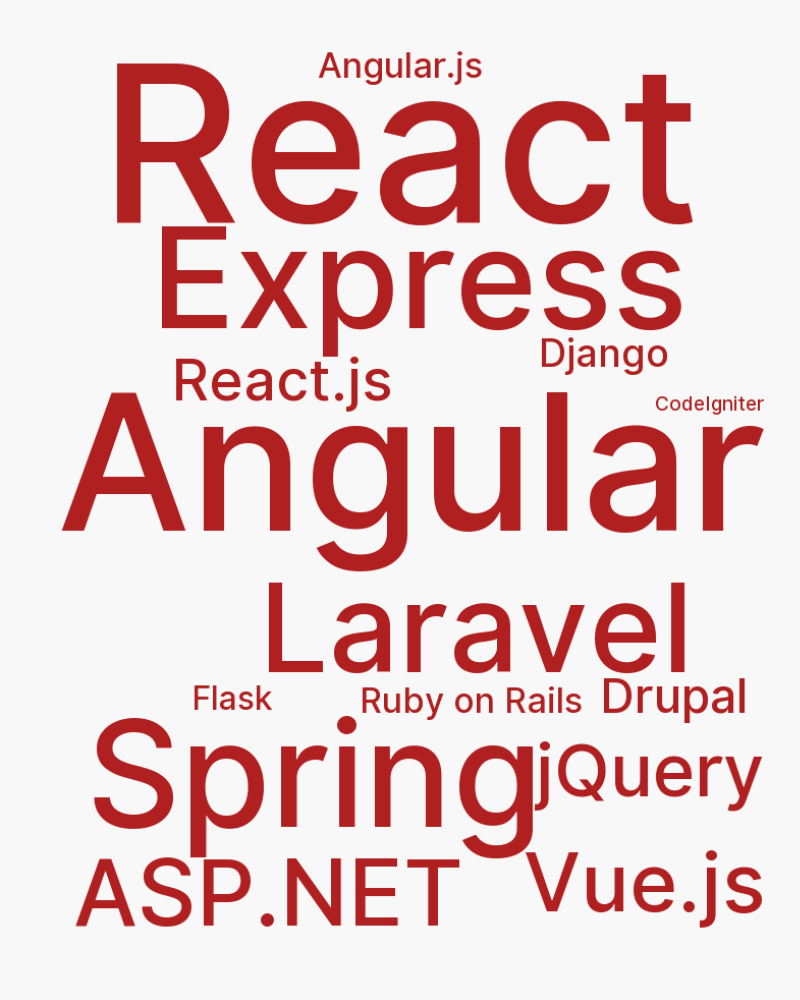 Angular.js
React
Express
Django
React.js
CodeIgniter
Angular
Laravel
Flask
Ruby on Rails
Drupal
Spring
jQuery
ASP.NET
Vue.js